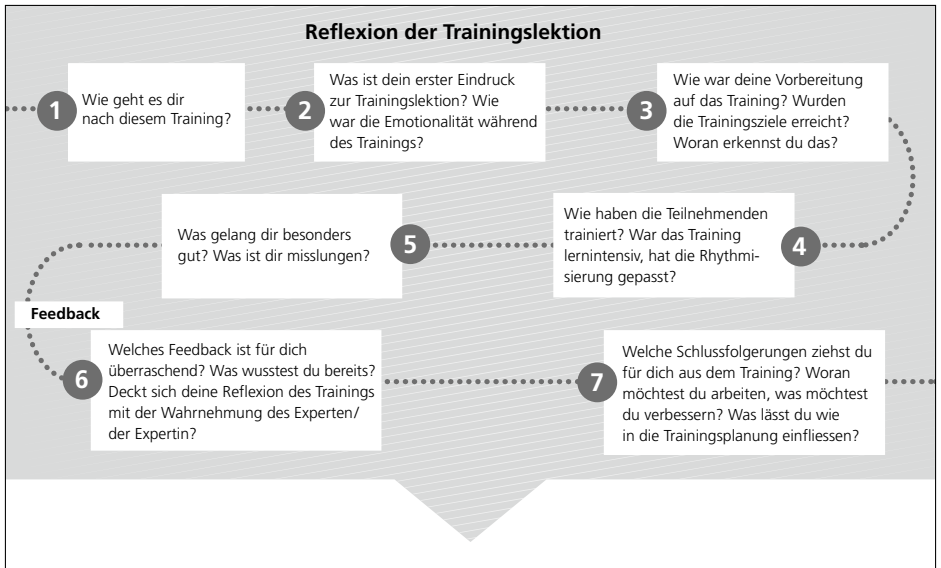 Reflexion der Trainingslektion
1
Wie geht es dir
nach diesem Training?
2
Was ist dein erster Eindruck
zur Trainingslektion? Wie
war die Emotionalität während
des Trainings?
3
Wie war deine Vorbereitung
auf das Training? Wurden
die Trainingsziele erreicht?
Woran erkennst du das?
4
Wie haben die Teilnehmenden
trainiert? War das Training
lernintensiv, hat die Rhythmi-
sierung gepasst?
5
Was gelang dir besonders
gut? Was ist dir misslungen?
Feedback
6
Welches Feedback ist für dich
überraschend? Was wusstest du bereits?
Deckt sich deine Reflexion des Trainings
mit der Wahrnehmung des Experten/
der Expertin?
7
Welche Schlussfolgerungen ziehst du
für dich aus dem Training? Woran
möchtest du arbeiten, was möchtest
du verbessern? Was lässt du wie
in die Trainingsplanung einfliessen?